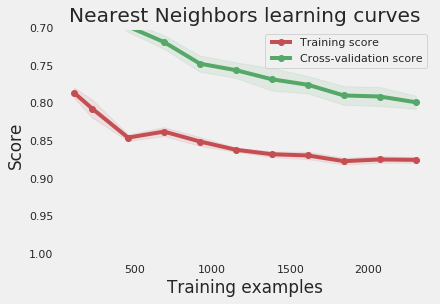 Nearest Neighbors learning curves
Training score
Cross-validation score
Score
0.70
0.75
0.80
0.85
0.90
0.95
1.00
500 1000 1500 2000
Training examples